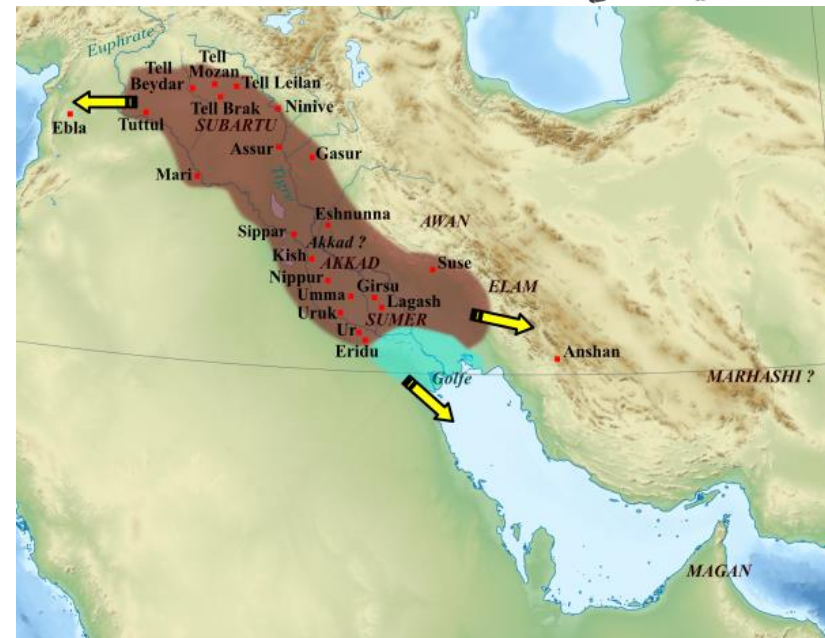 Euphrate
Tell
Mozan
Tell
Beydar
Tell Leilan
Tell Brak
Ninive
Ebla
Tuttul
SUBARTU
Assur
Gasur
Mari
Tigre
Eshnunna
AWAN
Sippar
Akkad ?
Kish
AKKAD
Suse
Nippur
Girsu
ELAM
Umma
Lagash
Uruk
SUMER
Ur
Eridu
Anshan
Golfe
MARHASHI ?
MAGAN